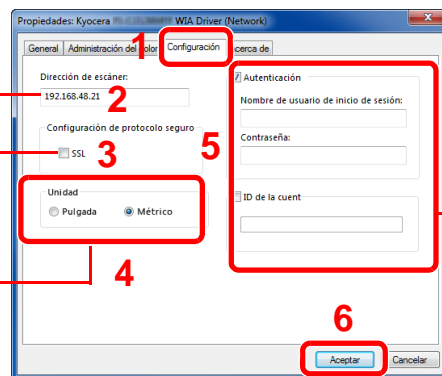 Propiedades: Kyocera WIA Driver (Network)
General Administración del color Configuración cerca de
1
Dirección de escáner:
192.168.48.21
2
Configuración de protocolo seguro
SSL
3
Unidad
Pulgada Métrico
4
Autenticación
Nombre de usuario de inicio de sesión:
Contraseña:
5
ID de la cuent
6
Aceptar Cancelar